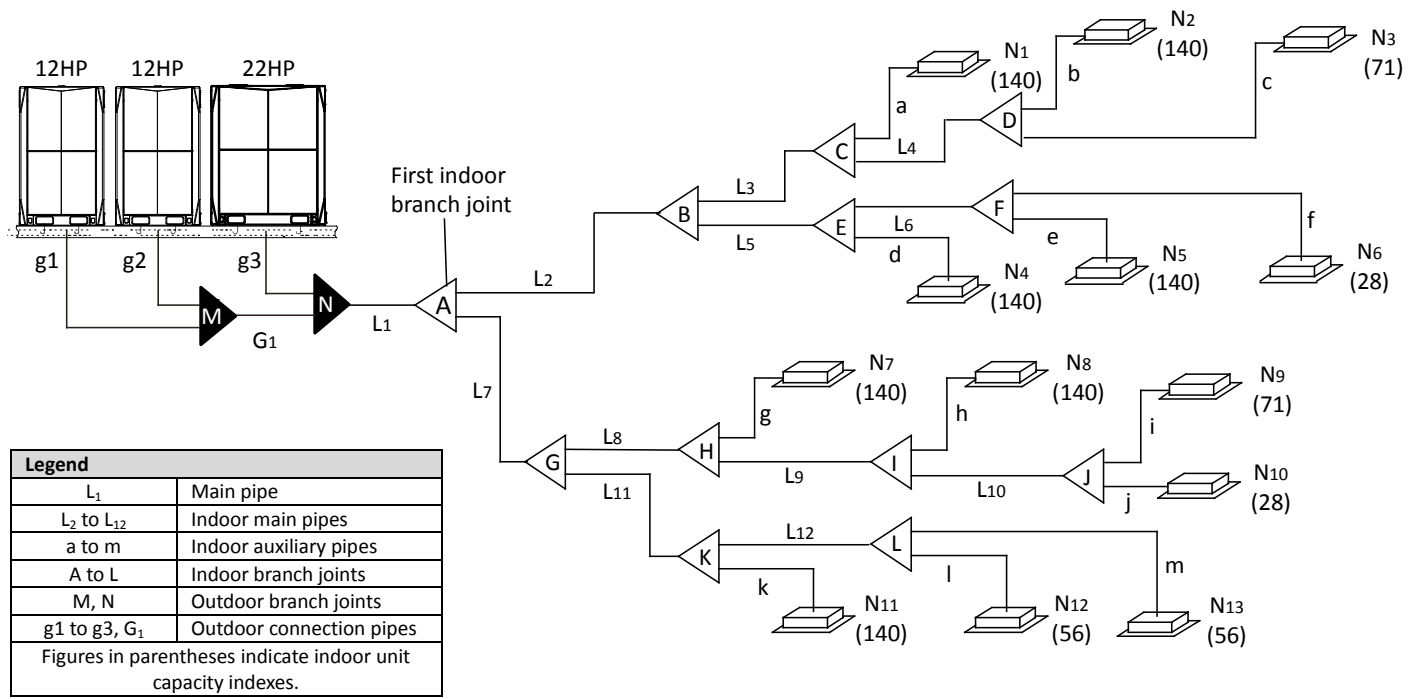 12HP 12HP 22HP
g1 g2 g3
M
G1
N
L1
First indoor
branch joint
A
L2
L7
B
L3
L5
C
a
L4
D
b
c
E
L6
d
F
e
f
N1
(140)
N2
(140)
N3
(71)
N4
(140)
N5
(140)
N6
(28)
G
L8
L11
H
g
L9
I
h
L10
J
i
j
K
L12
k
L
l
m
N7
(140)
N8
(140)
N9
(71)
N10
(28)
N11
(140)
N12
(56)
N13
(56)
Legend
L1 Main pipe
L2 to L12 Indoor main pipes
a to m Indoor auxiliary pipes
A to L Indoor branch joints
M, N Outdoor branch joints
g1 to g3, G1 Outdoor connection pipes
Figures in parentheses indicate indoor unit
capacity indexes.